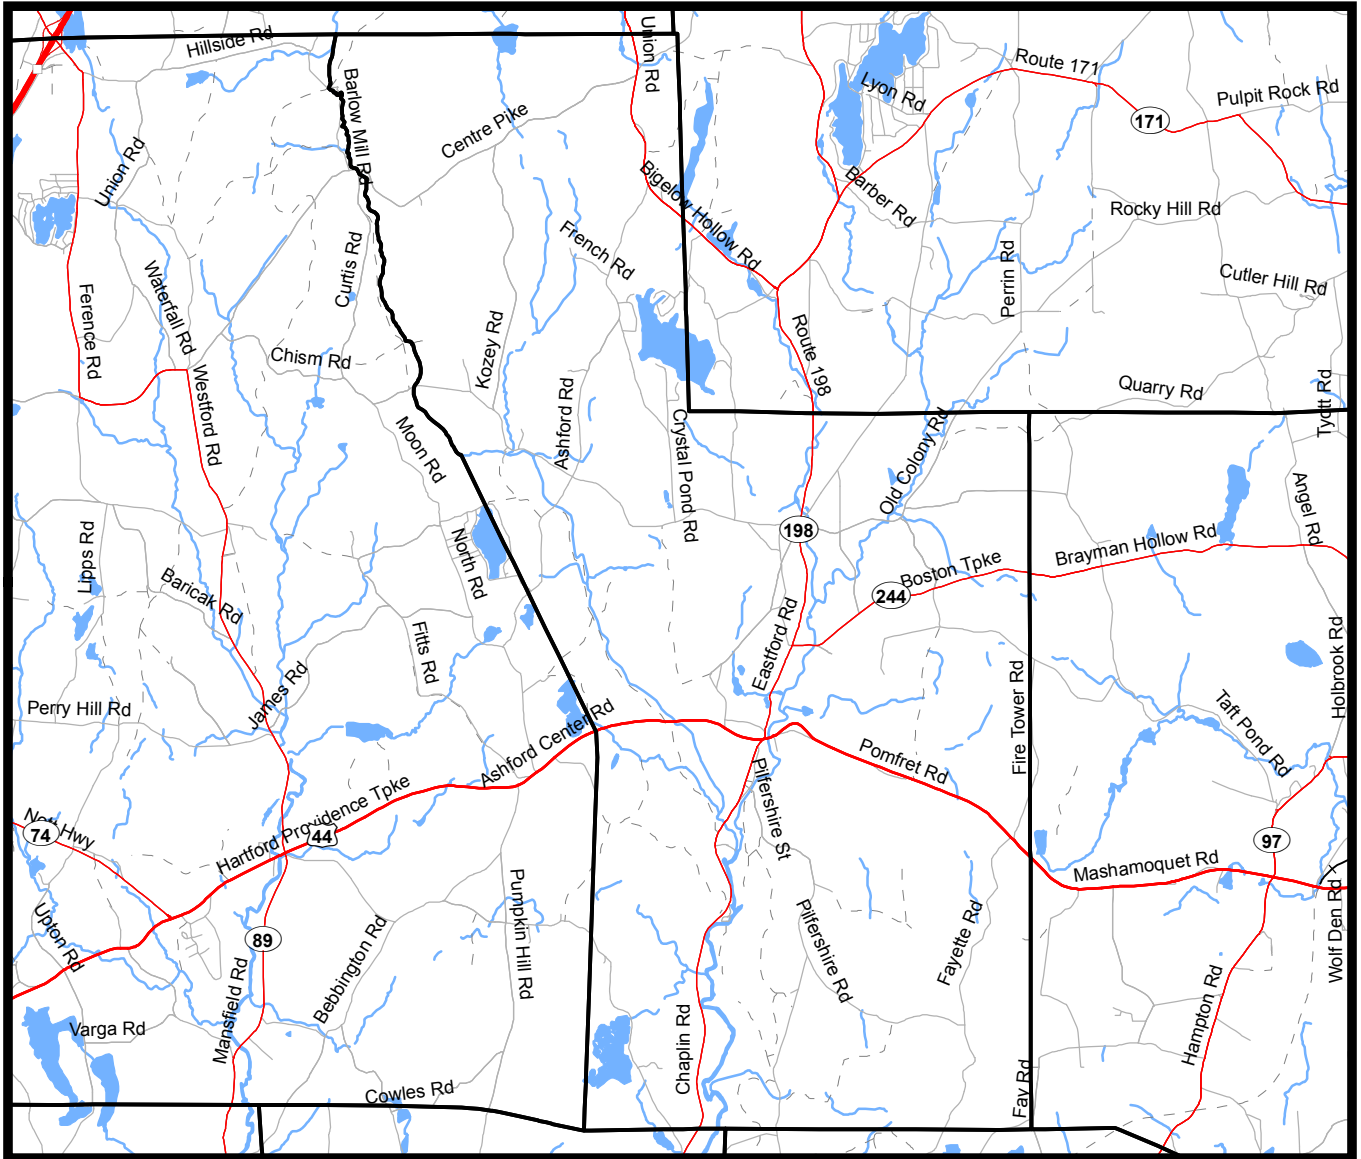 Hillside Rd
Union Rd
Barlow Mill Rd
Centre Pike
Route 171
Lyon Rd
Pulpit Rock Rd
171
Union Rd
Bigelow Hollow Rd
Barber Rd
Rocky Hill Rd
French Rd
Curtis Rd
Waterfall Rd
Perrin Rd
Cutler Hill Rd
Ference Rd
Kozey Rd
Route 198
Chism Rd
Westford Rd
Ashford Rd
Quarry Rd
Tyott Rd
Moon Rd
Crystal Pond Rd
Old Colony Rd
Angel Rd
198
Lipps Rd
North Rd
Brayman Hollow Rd
Boston Tpke
244
Baricak Rd
Fitts Rd
Eastford Rd
Holbrook Rd
James Rd
Perry Hill Rd
Fire Tower Rd
Taft Pond Rd
Ashford Center Rd
Pomfret Rd
Pilfershire St
Hartford Providence Tpke
44
Nott Hwy
74
97
Mashamoquet Rd
Pumpkin Hill Rd
Upton Rd
89
Bebbington Rd
Pilfershire Rd
Fayette Rd
Wolf Den Rd
Mansfield Rd
Varga Rd
Chaplin Rd
Hampton Rd
Fay Rd
Cowles Rd